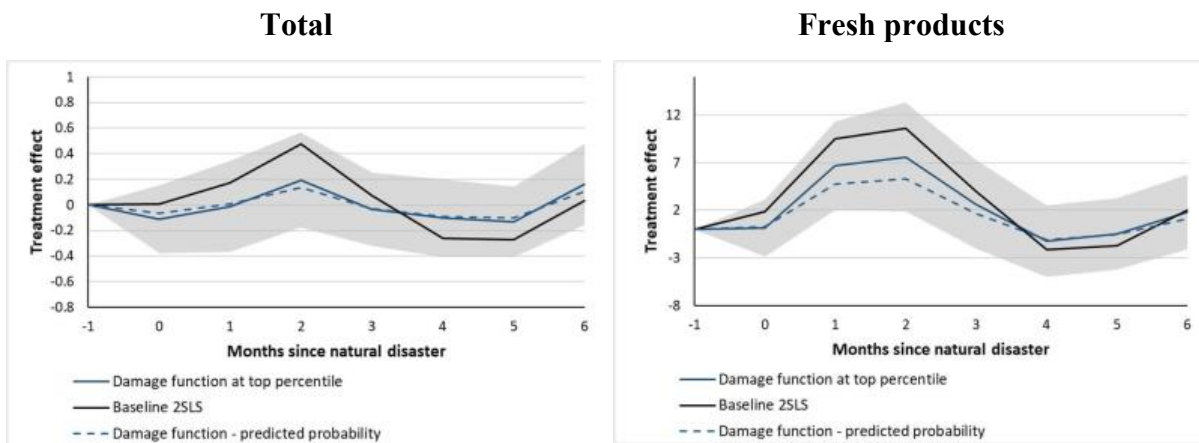 Total
1
0.8
0.6
0.4
0.2
0
-0.2
-0.4
-0.6
-0.8
Treatment effect
-1 0 1 2 3 4 5 6
Months since natural disaster
Damage function at top percentile
Baseline 2SLS
Damage function - predicted probability
Fresh products
12
7
2
-3
-8
Treatment effect
-1 0 1 2 3 4 5 6
Months since natural disaster
Damage function at top percentile
Baseline 2SLS
Damage function - predicted probability